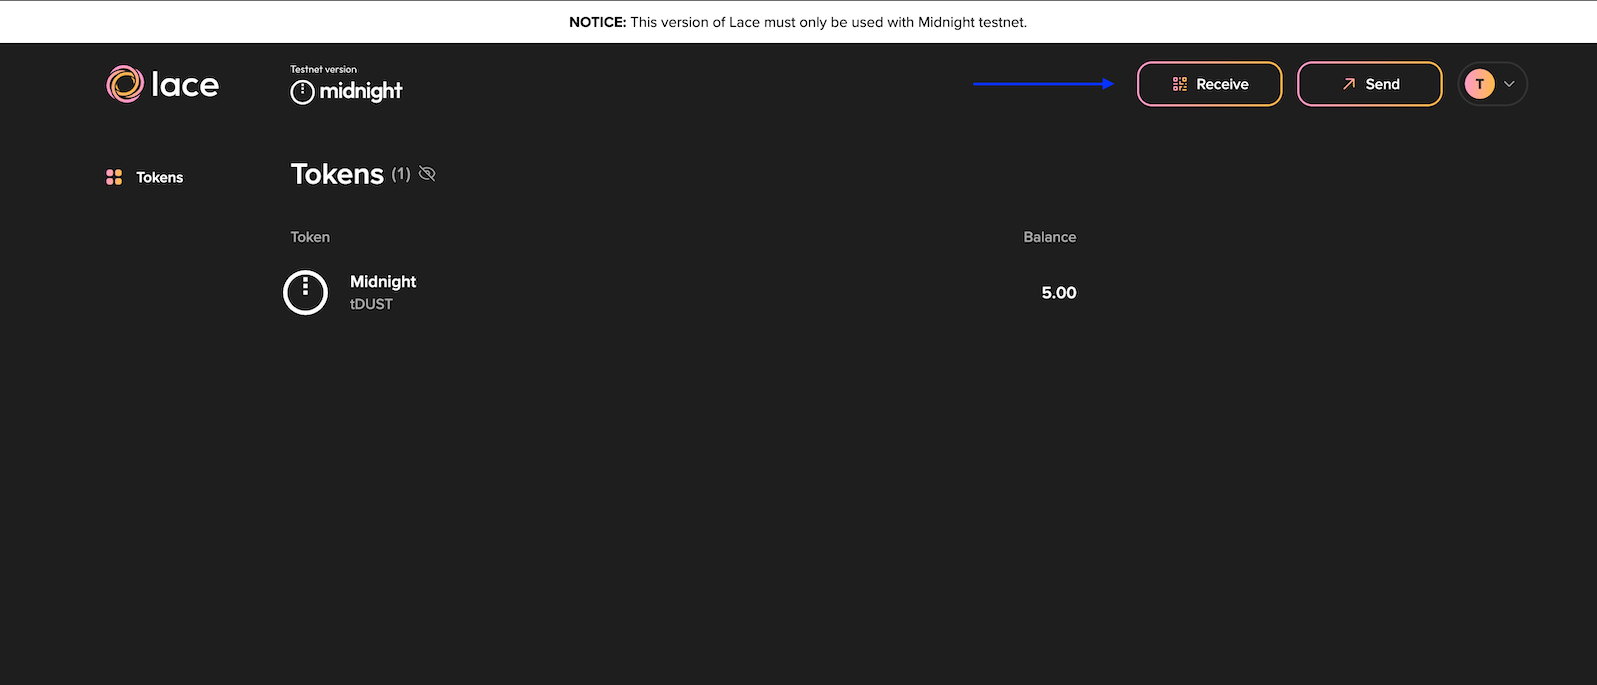 NOTICE: This version of Lace must only be used with Midnight testnet.
lace
Testnet version
midnight
Receive
Send
T
Tokens
Tokens (1)
Token
Balance
Midnight
tDUST
5.00